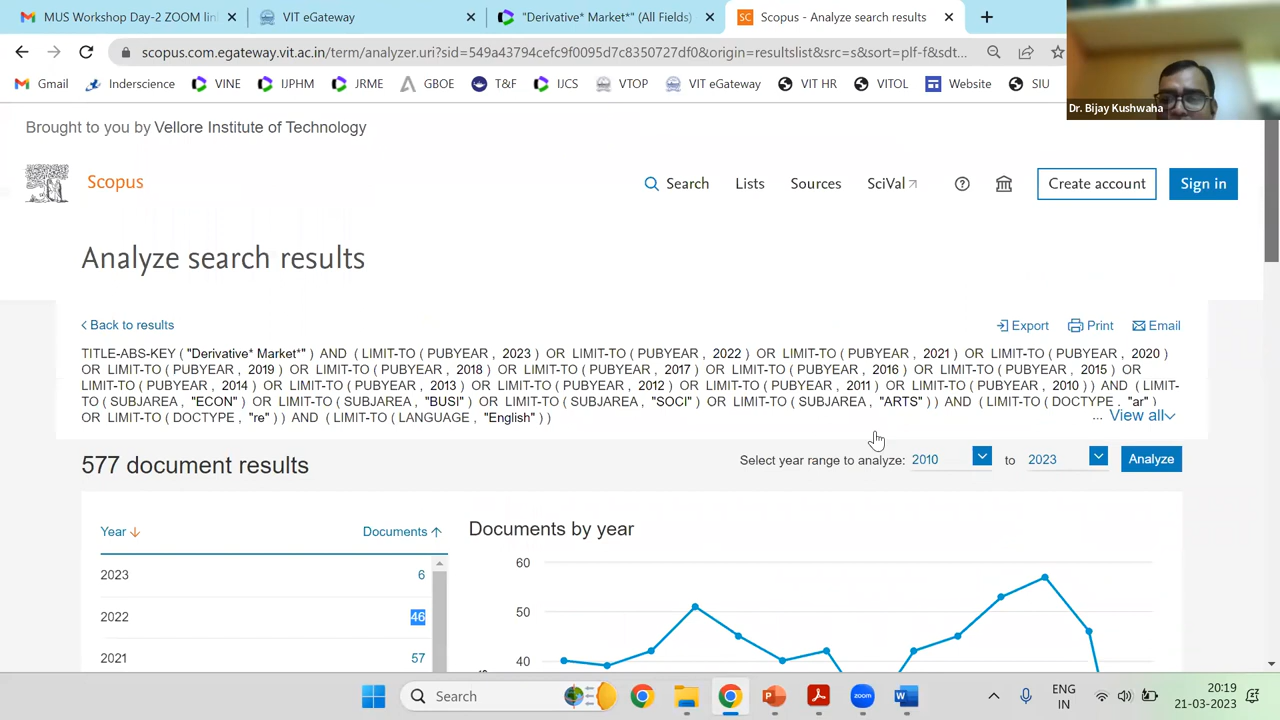 MUS Workshop Day-2 ZOOM lin
VIT eGateway
"Derivative* Market*" (All Fields)
Scopus - Analyze search results
scopus.com.egateway.vit.ac.in/term/analyzer.uri?sid=549a43794cefc9f0095d7c8350727df0&origin=resultslist&src=s&sort=plf-f&sdt...
Gmail
Inderscience
VINE
IJPHM
JRME
GBOE
T&F
IJCS
VTOP
VIT eGateway
VIT HR
VITOL
Website
SIU
Dr. Bijay Kushwaha
Brought to you by Vellore Institute of Technology
Scopus
Search
Lists
Sources
SciVal
Create account
Sign in
Analyze search results
Back to results
Export
Print
Email
TITLE-ABS-KEY ( "Derivative* Market*" ) AND ( LIMIT-TO ( PUBYEAR , 2023 ) OR LIMIT-TO ( PUBYEAR , 2022 ) OR LIMIT-TO ( PUBYEAR , 2021 ) OR LIMIT-TO ( PUBYEAR , 2020 )
OR LIMIT-TO ( PUBYEAR , 2019 ) OR LIMIT-TO ( PUBYEAR , 2018 ) OR LIMIT-TO ( PUBYEAR , 2017 ) OR LIMIT-TO ( PUBYEAR , 2016 ) OR LIMIT-TO ( PUBYEAR , 2015 ) OR
LIMIT-TO ( PUBYEAR , 2014 ) OR LIMIT-TO ( PUBYEAR , 2013 ) OR LIMIT-TO ( PUBYEAR , 2012 ) OR LIMIT-TO ( PUBYEAR , 2011 ) OR LIMIT-TO ( PUBYEAR , 2010 ) ) AND ( LIMIT-
TO ( SUBJAREA , "ECON" ) OR LIMIT-TO ( SUBJAREA , "BUSI" ) OR LIMIT-TO ( SUBJAREA , "SOCI" ) OR LIMIT-TO ( SUBJAREA , "ARTS" ) ) AND ( LIMIT-TO ( DOCTYPE , "ar" )
OR LIMIT-TO ( DOCTYPE , "re" ) ) AND ( LIMIT-TO ( LANGUAGE , "English" ) )
... View all
577 document results
Select year range to analyze: 2010 to 2023
Analyze
Year
Documents
2023 6
2022 46
2021 57
Documents by year
60
50
40
Search
ENG
IN
20:19
21-03-2023